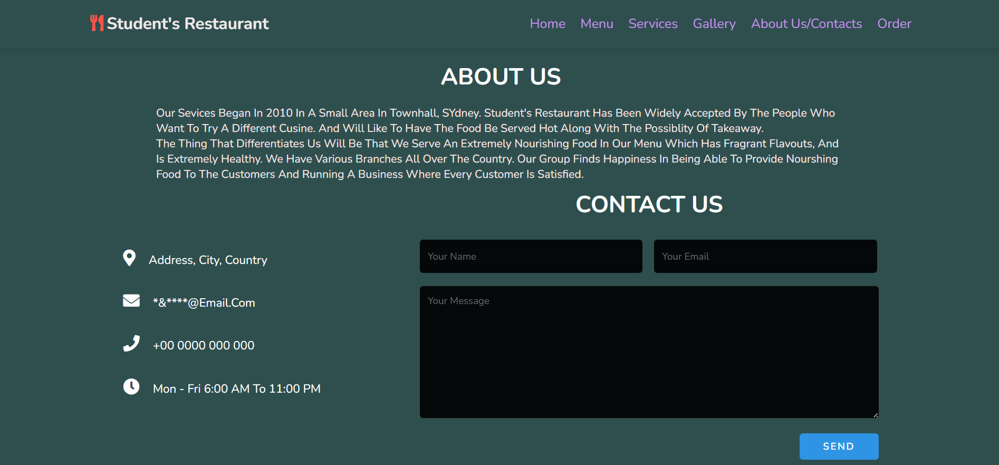 Student's Restaurant
Home Menu Services Gallery About Us/Contacts Order
ABOUT US
Our Sevices Began In 2010 In A Small Area In Townhall, SYdney. Student's Restaurant Has Been Widely Accepted By The People Who
Want To Try A Different Cusine. And Will Like To Have The Food Be Served Hot Along With The Possiblity Of Takeaway.
The Thing That Differentiates Us Will Be That We Serve An Extremely Nourishing Food In Our Menu Which Has Fragrant Flavouts, And
Is Extremely Healthy. We Have Various Branches All Over The Country. Our Group Finds Happiness In Being Able To Provide Nourshing
Food To The Customers And Running A Business Where Every Customer Is Satisfied.
CONTACT US
Address, City, Country
*&****@Email.Com
+00 0000 000 000
Mon - Fri 6:00 AM To 11:00 PM
Your Name
Your Email
Your Message
SEND